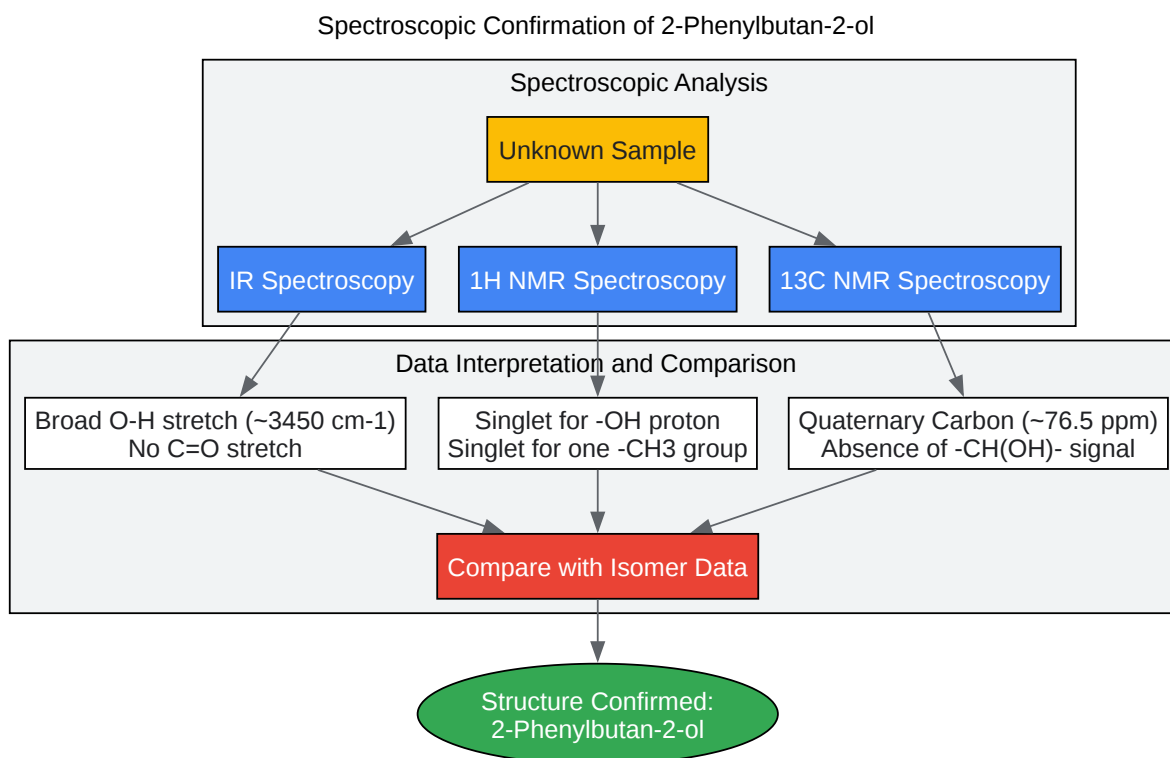 Spectroscopic Confirmation of 2-Phenylbutan-2-ol
Spectroscopic Analysis
Unknown Sample
IR Spectroscopy
1H NMR Spectroscopy
13C NMR Spectroscopy
Data Interpretation and Comparison
Broad O-H stretch (~3450 cm-1)
No C=O stretch
Singlet for -OH proton
Singlet for one -CH3 group
Quaternary Carbon (~76.5 ppm)
Absence of -CH(OH)- signal
Compare with Isomer Data
Structure Confirmed:
2-Phenylbutan-2-ol